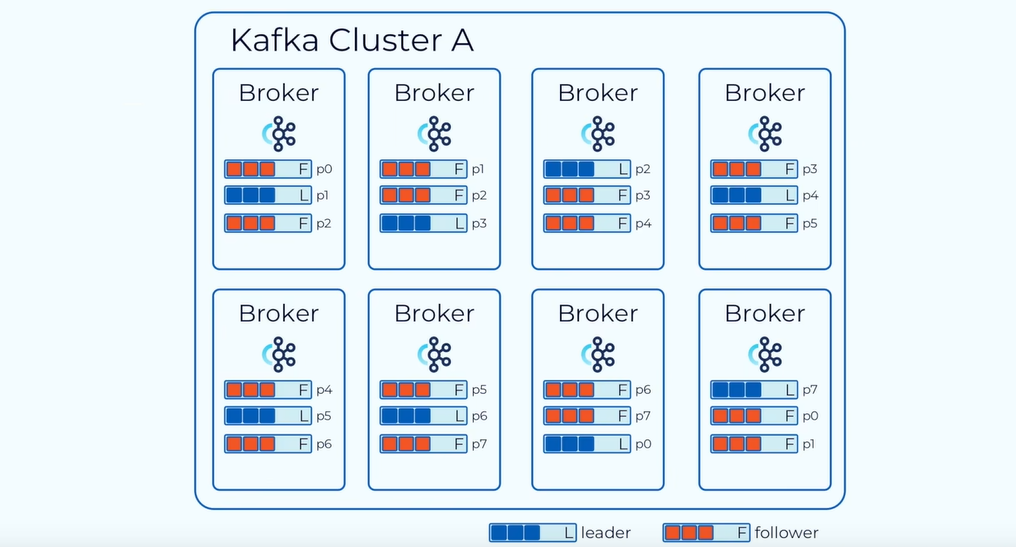 Kafka Cluster A
Broker
F p0
L p1
F p2
Broker
F p1
F p2
L p3
Broker
L p2
F p3
F p4
Broker
F p3
L p4
F p5
Broker
F p4
L p5
F p6
Broker
F p5
L p6
F p7
Broker
F p6
F p7
L p0
Broker
L p7
F p0
F p1
L leader
F follower